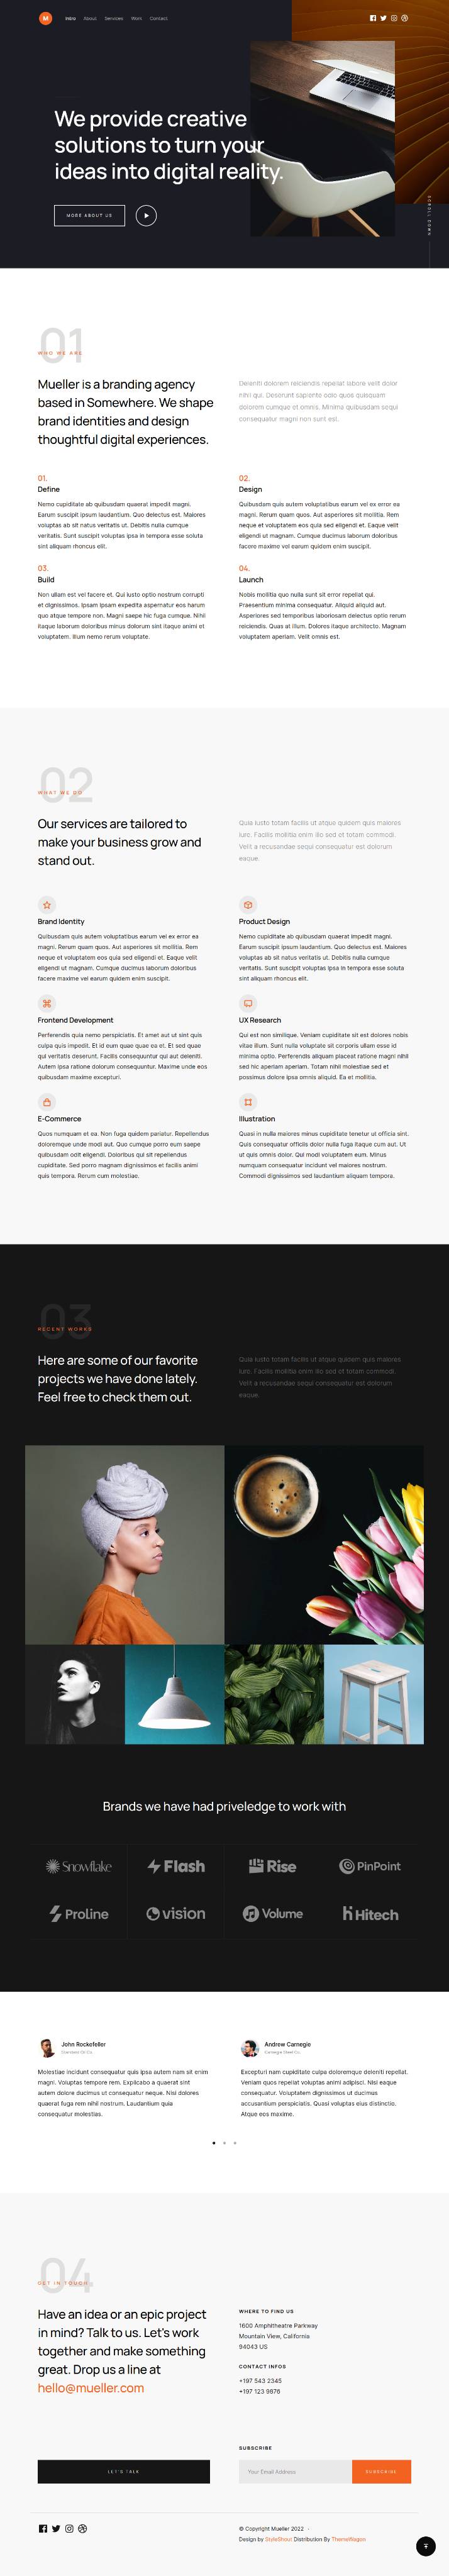 M Intro About Services Work Contact
We provide creative
solutions to turn your
ideas into digital reality.
MORE ABOUT US
SCROLL DOWN
01
WHO WE ARE
Mueller is a branding agency
based in Somewhere. We shape
brand identities and design
thoughtful digital experiences.
Deleniti dolorem reiciendis repellat labore velit dolor
nihil qui. Deserunt sapiente odio quos quisquam
dolorem cumque et omnis. Minima quibusdam sequi
consequatur magni non sunt est.
01.
Define
Nemo cupiditate ab quibusdam quaerat impedit magni.
Earum suscipit ipsum laudantium. Quo delectus est. Maiores
voluptas ab sit natus veritatis ut. Debitis nulla cumque
veritatis. Sunt suscipit voluptas ipsa in tempora esse soluta
sint aliquam rhoncus elit.
02.
Design
Quibusdam quis autem voluptatibus earum vel ex error ea
magni. Rerum quam quos. Aut asperiores sit mollitia. Rem
neque et voluptatem eos quia sed eligendi et. Eaque velit
eligendi ut magnam. Cumque ducimus laborum doloribus
facere maxime vel earum quidem enim suscipit.
03.
Build
Non ullam est vel facere et. Qui iusto optio nostrum corrupti
et dignissimos. Ipsam ipsam expedita aspernatur eos harum
quo atque tempore non. Magni saepe hic fuga cumque. Nihil
itaque laborum doloribus minus dolorum sint itaque animi et
voluptatem. Illum nemo rerum voluptate.
04.
Launch
Nobis mollitia quo nulla sunt sit error repellat qui.
Praesentium minima consequatur. Aliquid aliquid aut.
Asperiores sed temporibus laboriosam delectus optio rerum
reiciendis. Quas at illum. Dolores itaque architecto. Magnam
voluptatem aperiam. Velit omnis est.
02
WHAT WE DO
Our services are tailored to
make your business grow and
stand out.
Quia iusto totam facilis ut atque quidem quis maiores
iure. Facilis mollitia enim illo sed ot totam commodi.
Velit a recusandae sequi consequatur est dolorum
eaque.
Brand Identity
Quibusdam quis autem voluptatibus earum vel ex error ea
magni. Rerum quam quos. Aut asperiores sit mollitia. Rem
neque et voluptatem eos quia sed eligendi et. Eaque velit
eligendi ut magnam. Cumque ducimus laborum doloribus
facere maxime vel earum quidem enim suscipit.
Product Design
Nemo cupiditate ab quibusdam quaerat impedit magni.
Earum suscipit ipsum laudantium. Quo delectus est. Maiores
voluptas ab sit natus veritatis ut. Debitis nulla cumque
veritatis. Sunt suscipit voluptas ipsa in tempora esse soluta
sint aliquam rhoncus elit.
Frontend Development
Perferendis quia nemo perspiciatis. Et amet aut ut sint quis
culpa quis impedit. Et id eum quae quae ea et. Et sed quae
qui veritatis deserunt. Facilis consequuntur qui aut deleniti.
Autem ipsa ratione dolorum consequuntur. Maxime unde eos
quibusdam maxime excepturi.
UX Research
Qui est non similique. Veniam cupiditate sit est dolores nobis
vitae illum. Sunt nulla voluptate sit corporis ullam esse id
minima optio. Perferendis aliquam placeat ratione magni nihil
sed hic aperiam aperiam. Totam nihil molestiae sed et
possimus dolore ipsa omnis aliquid. Ea et mollitia.
E-Commerce
Quos numquam et ea. Non fuga quidem pariatur. Repellendus
doloremque unde modi aut. Quo cumque porro eum saepe
quibusdam odit eligendi. Doloribus qui sit repellendus
cupiditate. Sed porro magnam dignissimos et facilis animi
quis tempora. Rerum cum molestiae.
Illustration
Quasi in nulla maiores minus cupiditate tenetur ut officia sint.
Quis consequatur officiis dolor nulla fuga itaque cum aut. Ut
ut quis omnis dolor. Qui modi voluptatem eum. Minus
numquam consequatur incidunt vel maiores nostrum.
Commodi dignissimos sed laudantium aliquam tempora.
03
RECENT WORKS
Here are some of our favorite
projects we have done lately.
Feel free to check them out.
Quia iusto totam facilis ut atque quidem quis maiores
iure. Facilis mollitia enim illo sed ot totam commodi.
Velit a recusandae sequi consequatur est dolorum
eaque.
Brands we have had priveledge to work with
Snowflake Flash Rise PinPoint
Proline vision Volume Hitech
John Rockefeller
Standard Oil Co.
Molestiae incidunt consequatur quis ipsa autem nam sit enim
magni. Voluptas tempore rem. Explicabo a quaerat sint
autem dolore ducimus ut consequatur neque. Nisi dolores
quaerat fuga rem nihil nostrum. Laudantium quia
consequatur molestias.
Andrew Carnegie
Carnegie Steel Co.
Excepturi nam cupiditate culpa doloremque deleniti repellat.
Veniam quos repellat voluptas animi adipisci. Nisi eaque
consequatur. Voluptatem dignissimos ut ducimus
accusantium perspiciatis. Quasi voluptas eius distinctio.
Atque eos maxime.
04
GET IN TOUCH
Have an idea or an epic project
in mind? Talk to us. Let's work
together and make something
great. Drop us a line at
hello@mueller.com
WHERE TO FIND US
1600 Amphitheatre Parkway
Mountain View, California
94043 US
CONTACT INFOS
+197 543 2345
+197 123 9876
SUBSCRIBE
LET'S TALK
Your Email Address
SUBSCRIBE
© Copyright Mueller 2022
Design by StyleShout Distribution By ThemeWagon